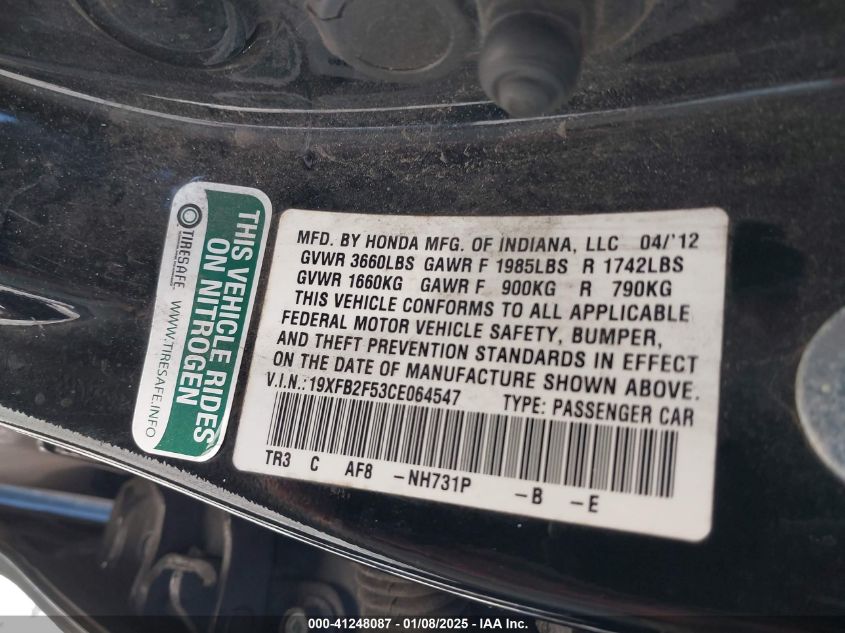 TIRESAFE
THIS VEHICLE RIDES
ON NITROGEN
WWW.TIRESAFE.INFO
MFD. BY HONDA MFG. OF INDIANA, LLC 04/'12
GVWR 3660LBS GAWR F 1985LBS R 1742LBS
GVWR 1660KG GAWR F 900KG R 790KG
THIS VEHICLE CONFORMS TO ALL APPLICABLE
FEDERAL MOTOR VEHICLE SAFETY, BUMPER,
AND THEFT PREVENTION STANDARDS IN EFFECT
ON THE DATE OF MANUFACTURE SHOWN ABOVE.
V.I.N.:19XFB2F53CE064547 TYPE: PASSENGER CAR
TR3 C AF8 -NH731P -B -E
000-41248087 - 01/08/2025 - IAA Inc.